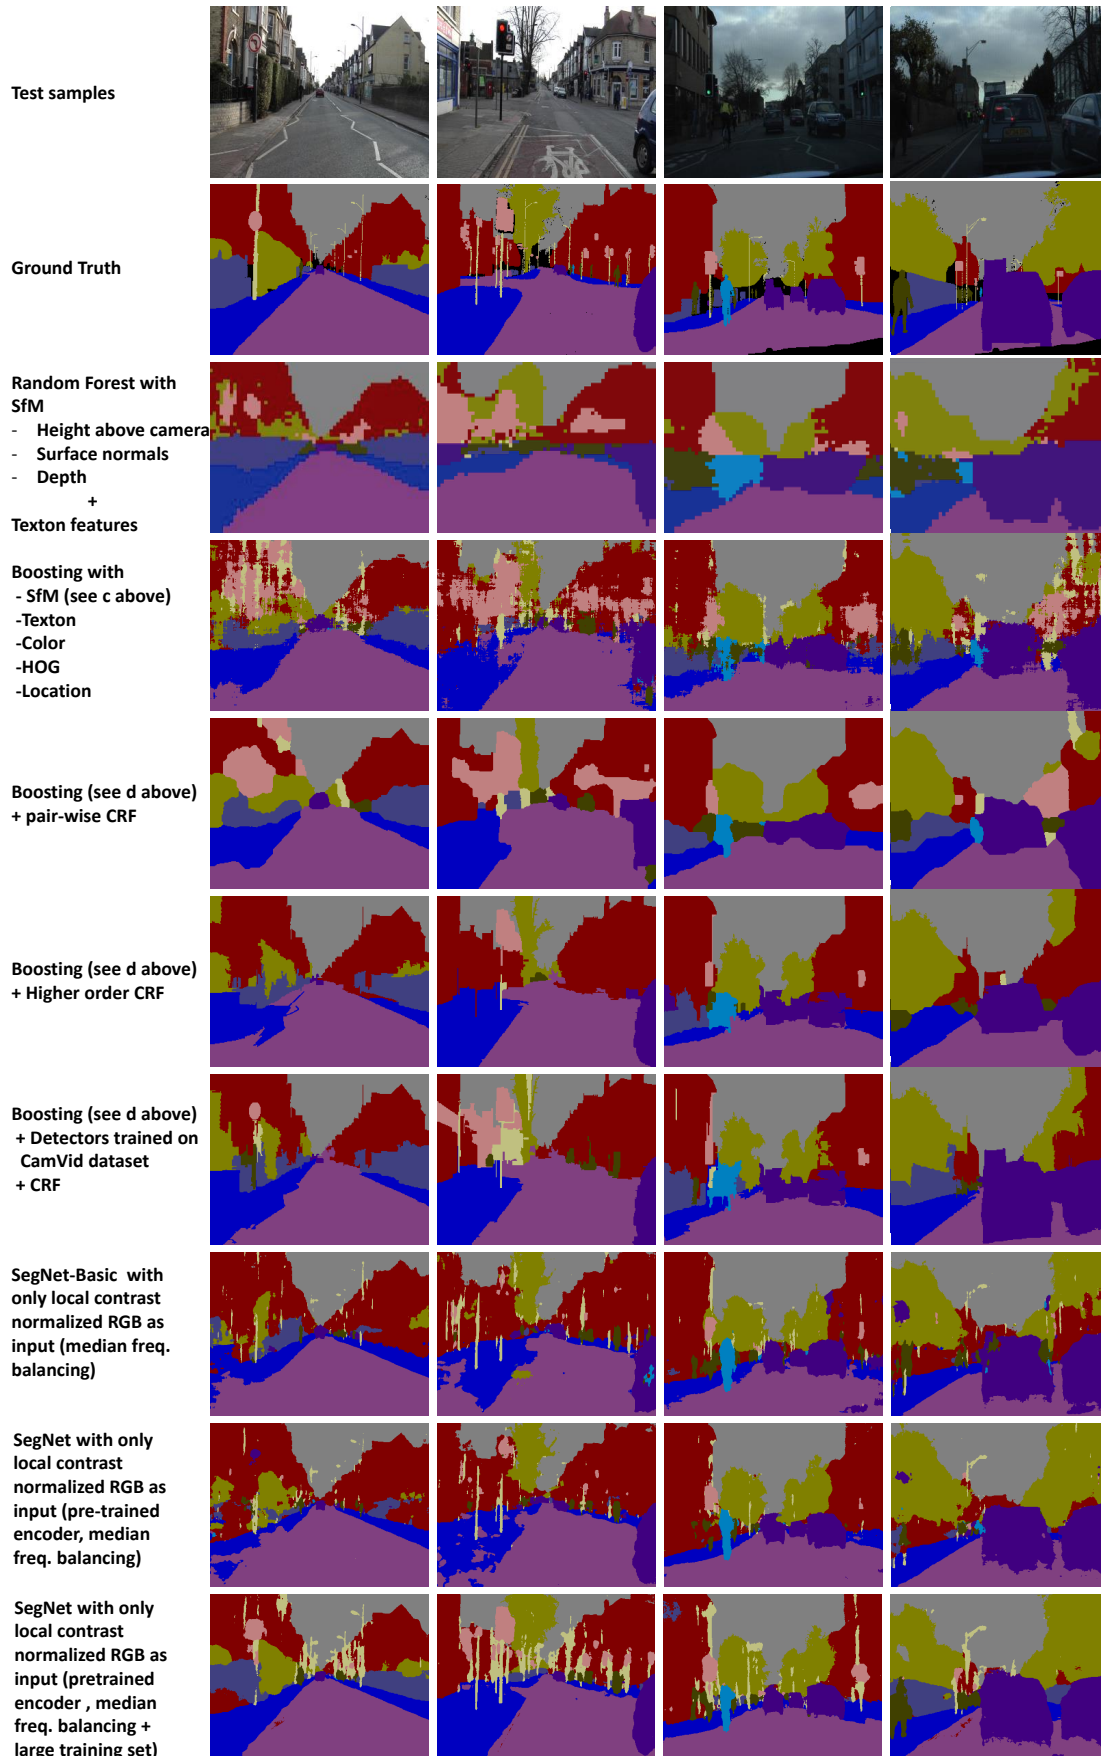 Test samples
Ground Truth
Random Forest with
SfM
- Height above camera
- Surface normals
- Depth
+
Texton features
Boosting with
- SfM (see c above)
-Texton
-Color
-HOG
-Location
Boosting (see d above)
+ pair-wise CRF
Boosting (see d above)
+ Higher order CRF
Boosting (see d above)
+ Detectors trained on
CamVid dataset
+ CRF
SegNet-Basic with
only local contrast
normalized RGB as
input (median freq.
balancing)
SegNet with only
local contrast
normalized RGB as
input (pre-trained
encoder, median
freq. balancing)
SegNet with only
local contrast
normalized RGB as
input (pretrained
encoder , median
freq. balancing +
large training set)